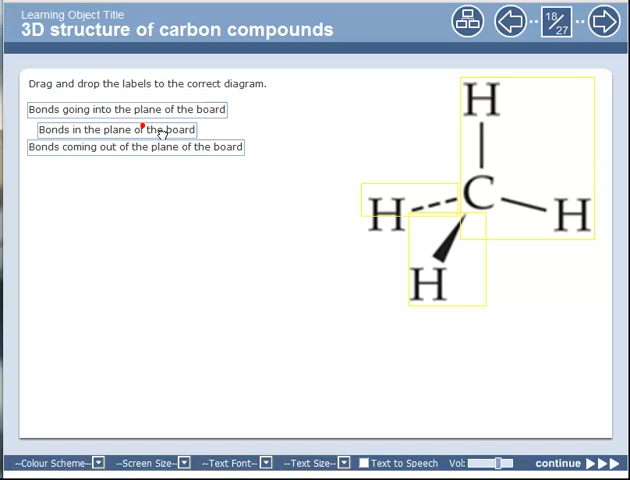 Learning Object Title
3D structure of carbon compounds
18
27
Drag and drop the labels to the correct diagram.
Bonds going into the plane of the board
Bonds in the plane of the board
Bonds coming out of the plane of the board
H
C
H
H
H
--Colour Scheme--
--Screen Size--
--Text Font--
--Text Size--
Text to Speech
Vol:
continue